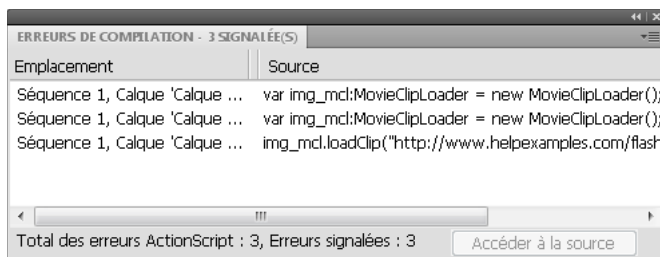 ERREURS DE COMPILATION - 3 SIGNALÉE(S)
Emplacement Source
Séquence 1, Calque 'Calque ... var img_mcl:MovieClipLoader = new MovieClipLoader();
Séquence 1, Calque 'Calque ... var img_mcl:MovieClipLoader = new MovieClipLoader();
Séquence 1, Calque 'Calque ... img_mcl.loadClip("http://www.helpexamples.com/flash
Total des erreurs ActionScript : 3, Erreurs signalées : 3 Accéder à la source